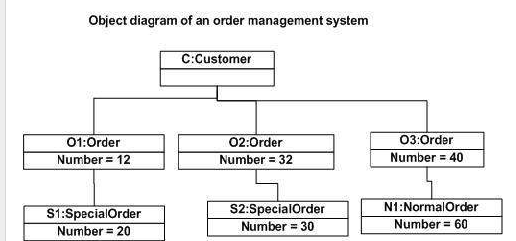 Object diagram of an order management system
C:Customer
O1:Order
Number = 12
O2:Order
Number = 32
O3:Order
Number = 40
S1:SpecialOrder
Number = 20
S2:SpecialOrder
Number = 30
N1:NormalOrder
Number = 60